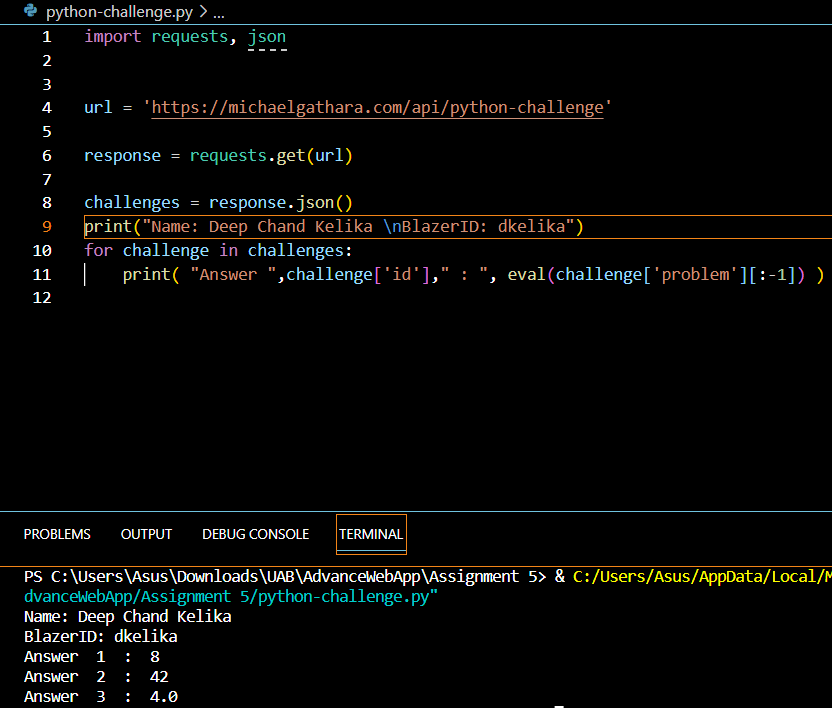 python-challenge.py > ...
1 import requests, json
2
3
4 url = 'https://michaelgathara.com/api/python-challenge'
5
6 response = requests.get(url)
7
8 challenges = response.json()
9 print("Name: Deep Chand Kelika \nBlazerID: dkelika")
10 for challenge in challenges:
11     print( "Answer ",challenge['id']," : ", eval(challenge['problem'][:-1]) )
12
PROBLEMS OUTPUT DEBUG CONSOLE TERMINAL
PS C:\Users\Asus\Downloads\UAB\AdvanceWebApp\Assignment 5> & C:/Users/Asus/AppData/Local/M
dvanceWebApp/Assignment 5/python-challenge.py"
Name: Deep Chand Kelika
BlazerID: dkelika
Answer  1  :  8
Answer  2  :  42
Answer  3  :  4.0